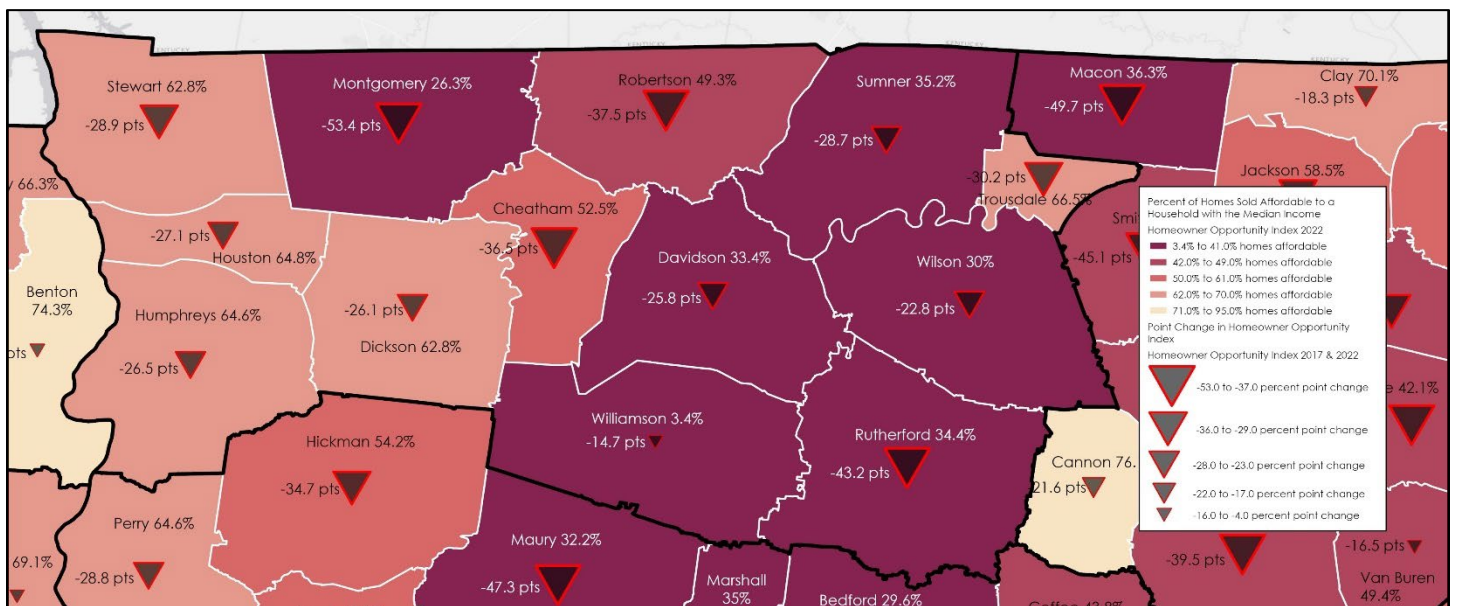 KENTUCKY
KENTUCKY
KENTUCKY
Stewart 62.8%
-28.9 pts
Montgomery 26.3%
-53.4 pts
Robertson 49.3%
-37.5 pts
Sumner 35.2%
-28.7 pts
Macon 36.3%
-49.7 pts
Clay 70.1%
-18.3 pts
y 66.3%
-27.1 pts
Houston 64.8%
Cheatham 52.5%
-36.5 pts
-30.2 pts
Trousdale 66.5%
Jackson 58.5%
Smi
-45.1
Benton
74.3%
pts
Humphreys 64.6%
-26.5 pts
-26.1 pts
Dickson 62.8%
Davidson 33.4%
-25.8 pts
Wilson 30%
-22.8 pts
Hickman 54.2%
-34.7 pts
Williamson 3.4%
-14.7 pts
Rutherford 34.4%
-43.2 pts
Cannon 76.
21.6 pts
e 42.1%
69.1%
Perry 64.6%
-28.8 pts
Maury 32.2%
-47.3 pts
Marshall
35%
Bedford 29.6%
-39.5 pts
-16.5 pts
Van Buren
49.4%
Percent of Homes Sold Affordable to a
Household with the Median Income
Homeowner Opportunity Index 2022
3.4% to 41.0% homes affordable
42.0% to 49.0% homes affordable
50.0% to 61.0% homes affordable
62.0% to 70.0% homes affordable
71.0% to 95.0% homes affordable
Point Change in Homeowner Opportunity
Index
Homeowner Opportunity Index 2017 & 2022
-53.0 to -37.0 percent point change
-36.0 to -29.0 percent point change
-28.0 to -23.0 percent point change
-22.0 to -17.0 percent point change
-16.0 to -4.0 percent point change